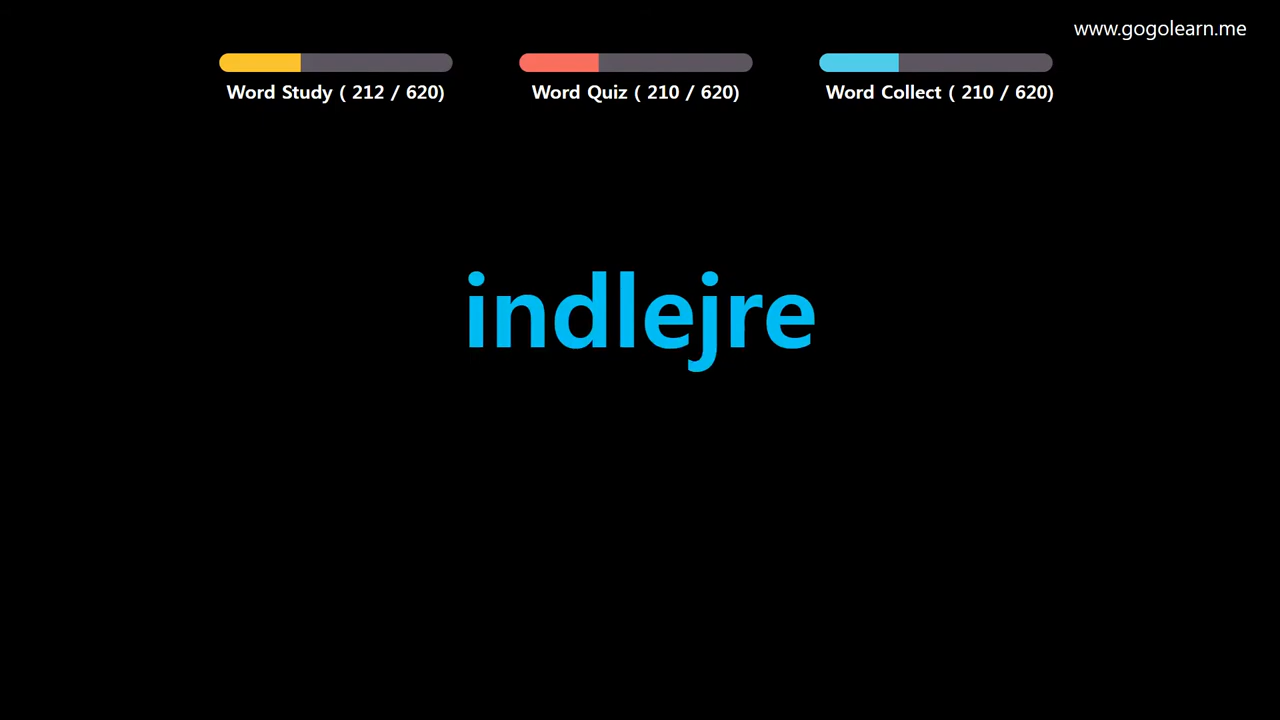 www.gogolearn.me
Word Study ( 212 / 620)
Word Quiz ( 210 / 620)
Word Collect ( 210 / 620)
indlejre